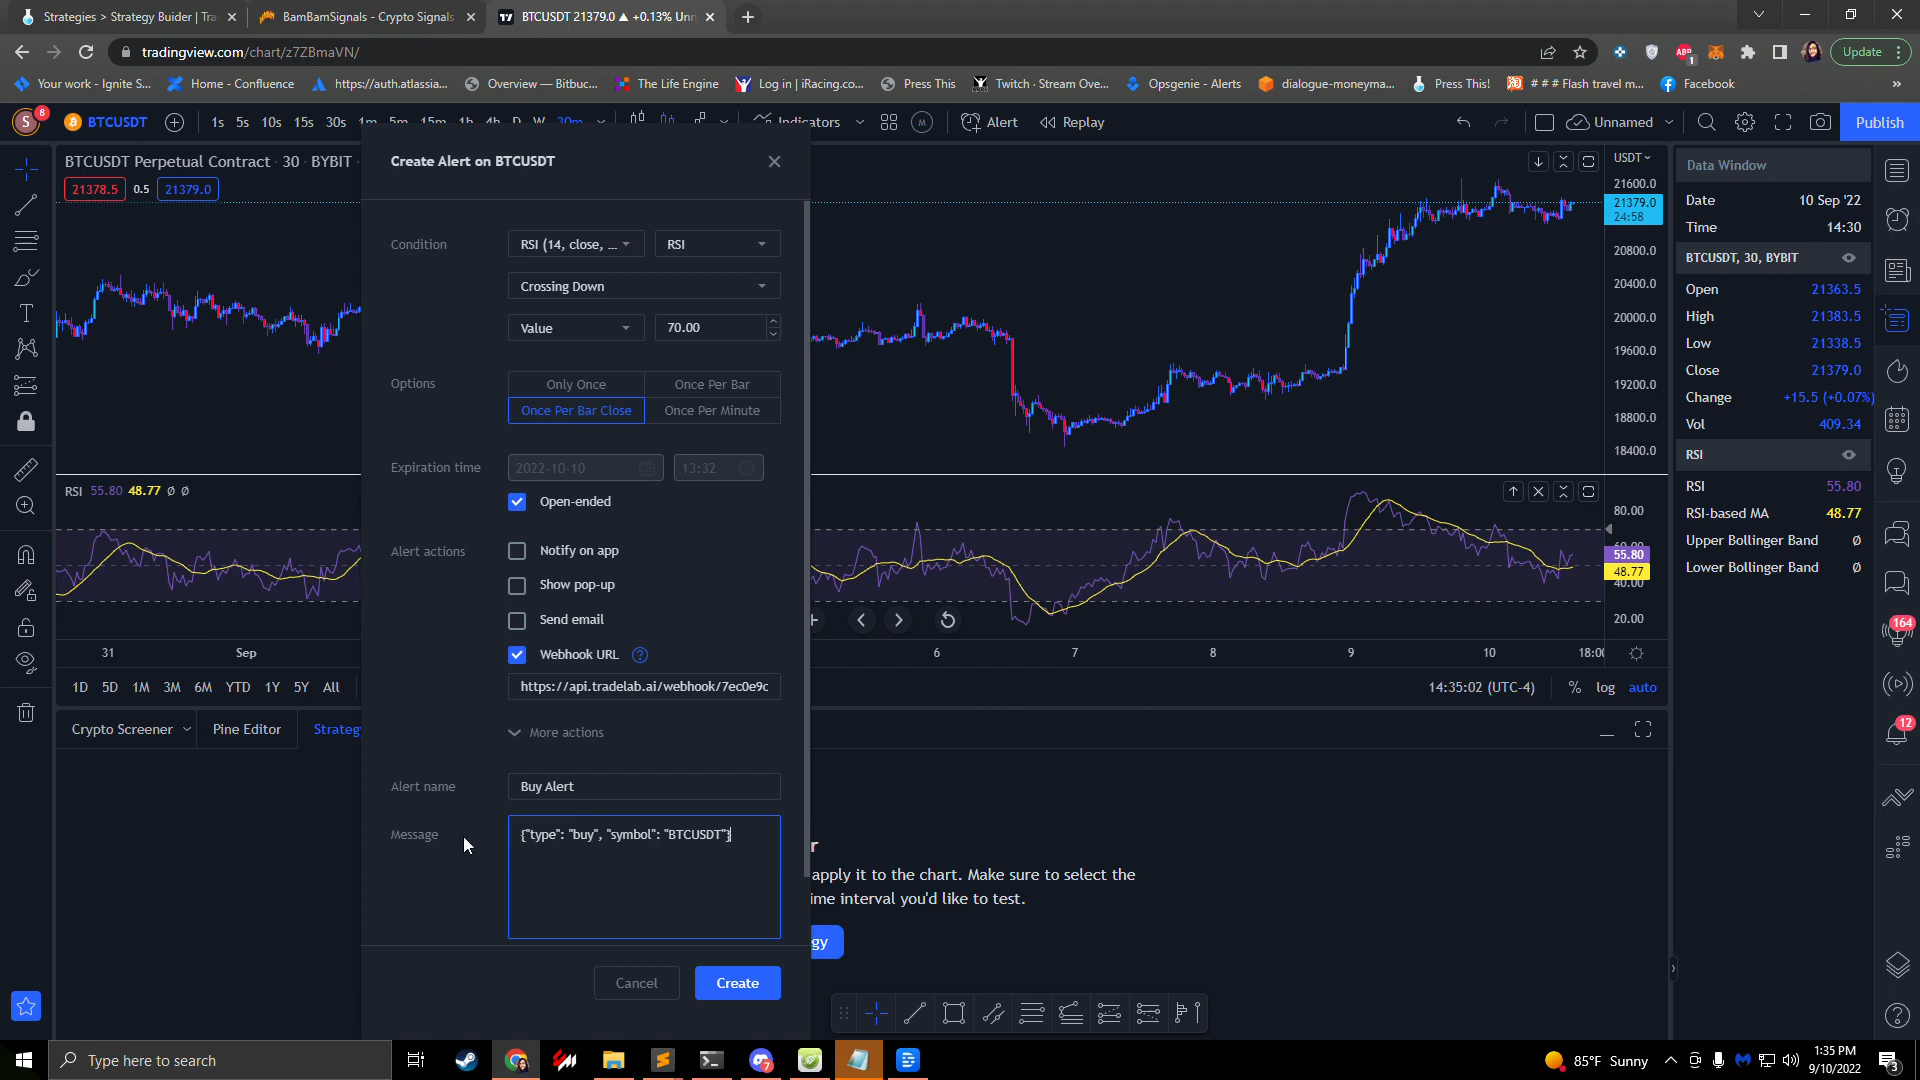 Strategies > Strategy Buider | Tra
BamBamSignals - Crypto Signals
BTCUSDT 21379.0 ▲ +0.13% Unn
tradingview.com/chart/z7ZBmaVN/
Update
Your work - Ignite S...
Home - Confluence
https://auth.atlassia...
Overview — Bitbuc...
The Life Engine
Log in | iRacing.co...
Press This
Twitch - Stream Ove...
Opsgenie - Alerts
dialogue-moneyma...
Press This!
# # # Flash travel m...
Facebook
»
S
8
BTCUSDT
1s 5s 10s 15s 30s 1m 5m 15m 1h 4h D W 30m
Indicators
M
Alert
Replay
Unnamed
Publish
BTCUSDT Perpetual Contract · 30 · BYBIT
21378.5
0.5
21379.0
Create Alert on BTCUSDT
Condition
RSI (14, close, ...
RSI
Crossing Down
Value
70.00
Options
Only Once
Once Per Bar
Once Per Bar Close
Once Per Minute
Expiration time
2022-10-10
13:32
Open-ended
Alert actions
Notify on app
Show pop-up
Send email
Webhook URL
https://api.tradelab.ai/webhook/7ec0e9c
More actions
Alert name
Buy Alert
Message
{"type": "buy", "symbol": "BTCUSDT"}
Cancel
Create
USDT
21600.0
21379.0
24:58
20800.0
20400.0
20000.0
19600.0
19200.0
18800.0
18400.0
RSI 55.80 48.77 Ø Ø
80.00
60.00
55.80
48.77
40.00
20.00
31
Sep
6
7
8
9
10
18:00
1D 5D 1M 3M 6M YTD 1Y 5Y All
14:35:02 (UTC-4)
%
log
auto
Crypto Screener
Pine Editor
Strateg
r
apply it to the chart. Make sure to select the
ime interval you'd like to test.
gy
Data Window
Date 10 Sep '22
Time 14:30
BTCUSDT, 30, BYBIT
Open 21363.5
High 21383.5
Low 21338.5
Close 21379.0
Change +15.5 (+0.07%)
Vol 409.34
RSI
RSI 55.80
RSI-based MA 48.77
Upper Bollinger Band Ø
Lower Bollinger Band Ø
164
12
Type here to search
7
85°F Sunny
1:35 PM
9/10/2022
3